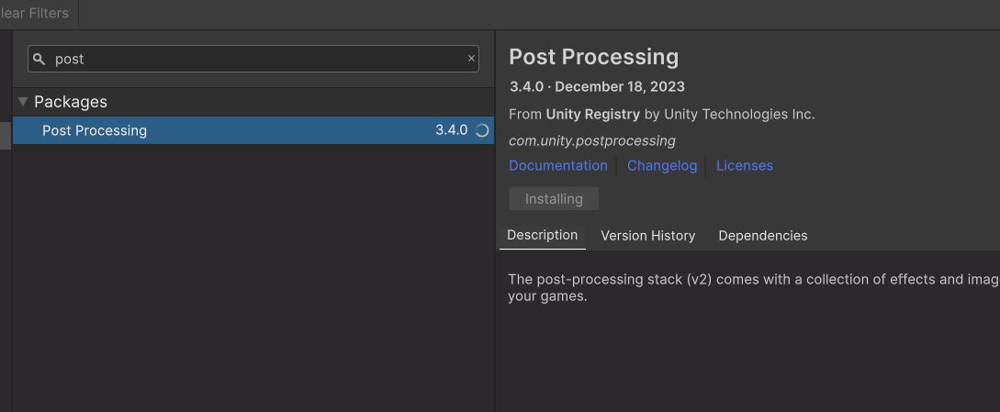 lear Filters
post
Packages
Post Processing 3.4.0
Post Processing
3.4.0 · December 18, 2023
From Unity Registry by Unity Technologies Inc.
com.unity.postprocessing
Documentation Changelog Licenses
Installing
Description Version History Dependencies
The post-processing stack (v2) comes with a collection of effects and imag
your games.